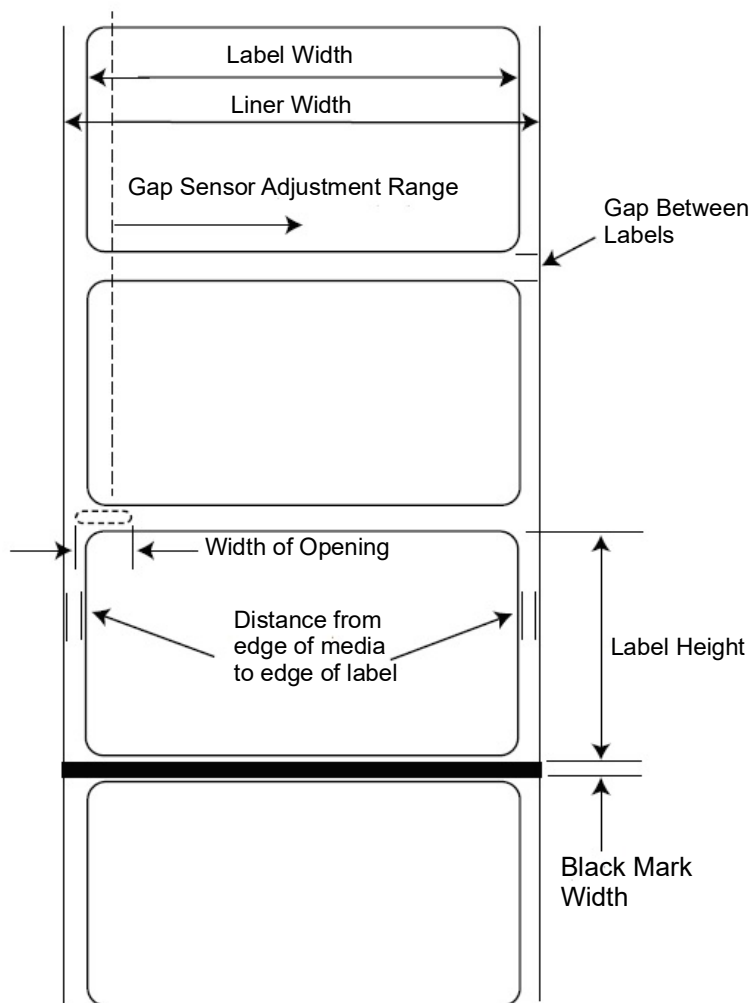 Label Width
Liner Width
Gap Sensor Adjustment Range
Gap Between
Labels
Width of Opening
Distance from
edge of media
to edge of label
Label Height
Black Mark
Width